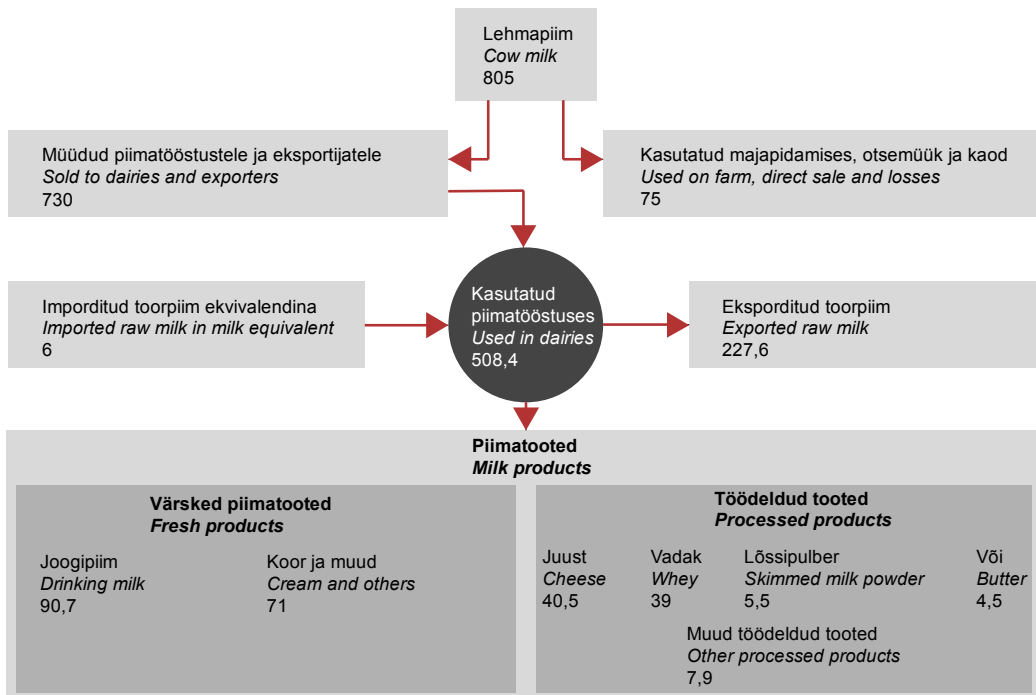 Lehmapiim
Cow milk
805
Müüdud piimatööstustele ja eksportijatele
Sold to dairies and exporters
730
Kasutatud majapidamises, otsemüük ja kaod
Used on farm, direct sale and losses
75
Imporditud toorpiim ekvivalendina
Imported raw milk in milk equivalent
6
Kasutatud
piimatööstuses
Used in dairies
508,4
Eksporditud toorpiim
Exported raw milk
227,6
Piimatooted
Milk products
Värsked piimatooted
Fresh products
Joogipiim
Drinking milk
90,7
Koor ja muud
Cream and others
71
Töödeldud tooted
Processed products
Juust
Cheese
40,5
Vadak
Whey
39
Lõssipulber
Skimmed milk powder
5,5
Või
Butter
4,5
Muud töödeldud tooted
Other processed products
7,9